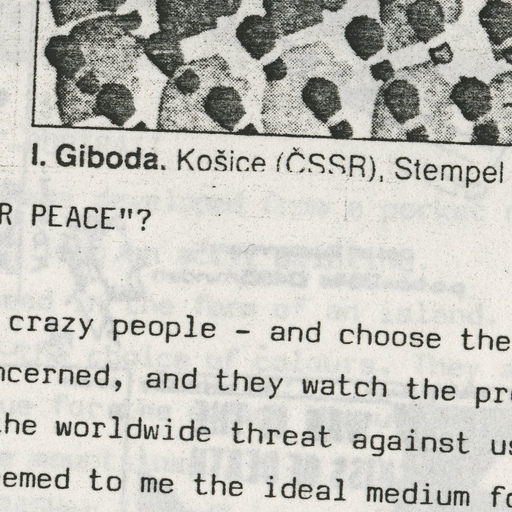 I. Giboda. Košice (ČSSR), Stempel
R PEACE"?
crazy people - and choose the
ncerned, and they watch the pr
he worldwide threat against us
emed to me the ideal medium fo